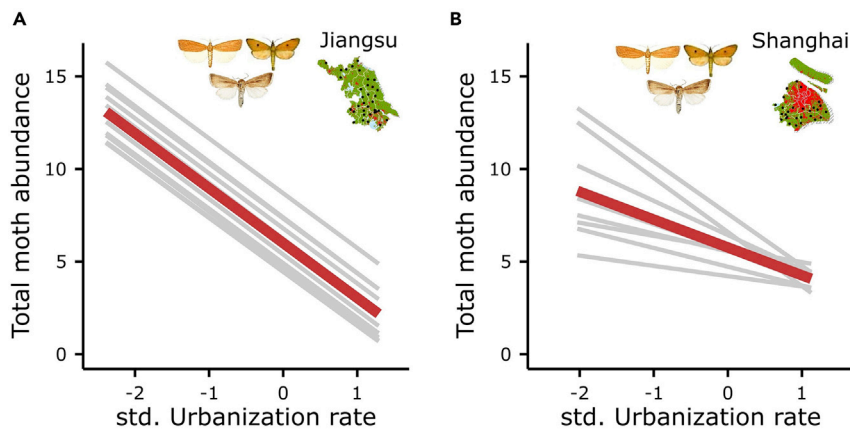 A
Jiangsu
Total moth abundance
15
10
5
0
-2 -1 0 1
std. Urbanization rate
B
Shanghai
Total moth abundance
15
10
5
0
-2 -1 0 1
std. Urbanization rate